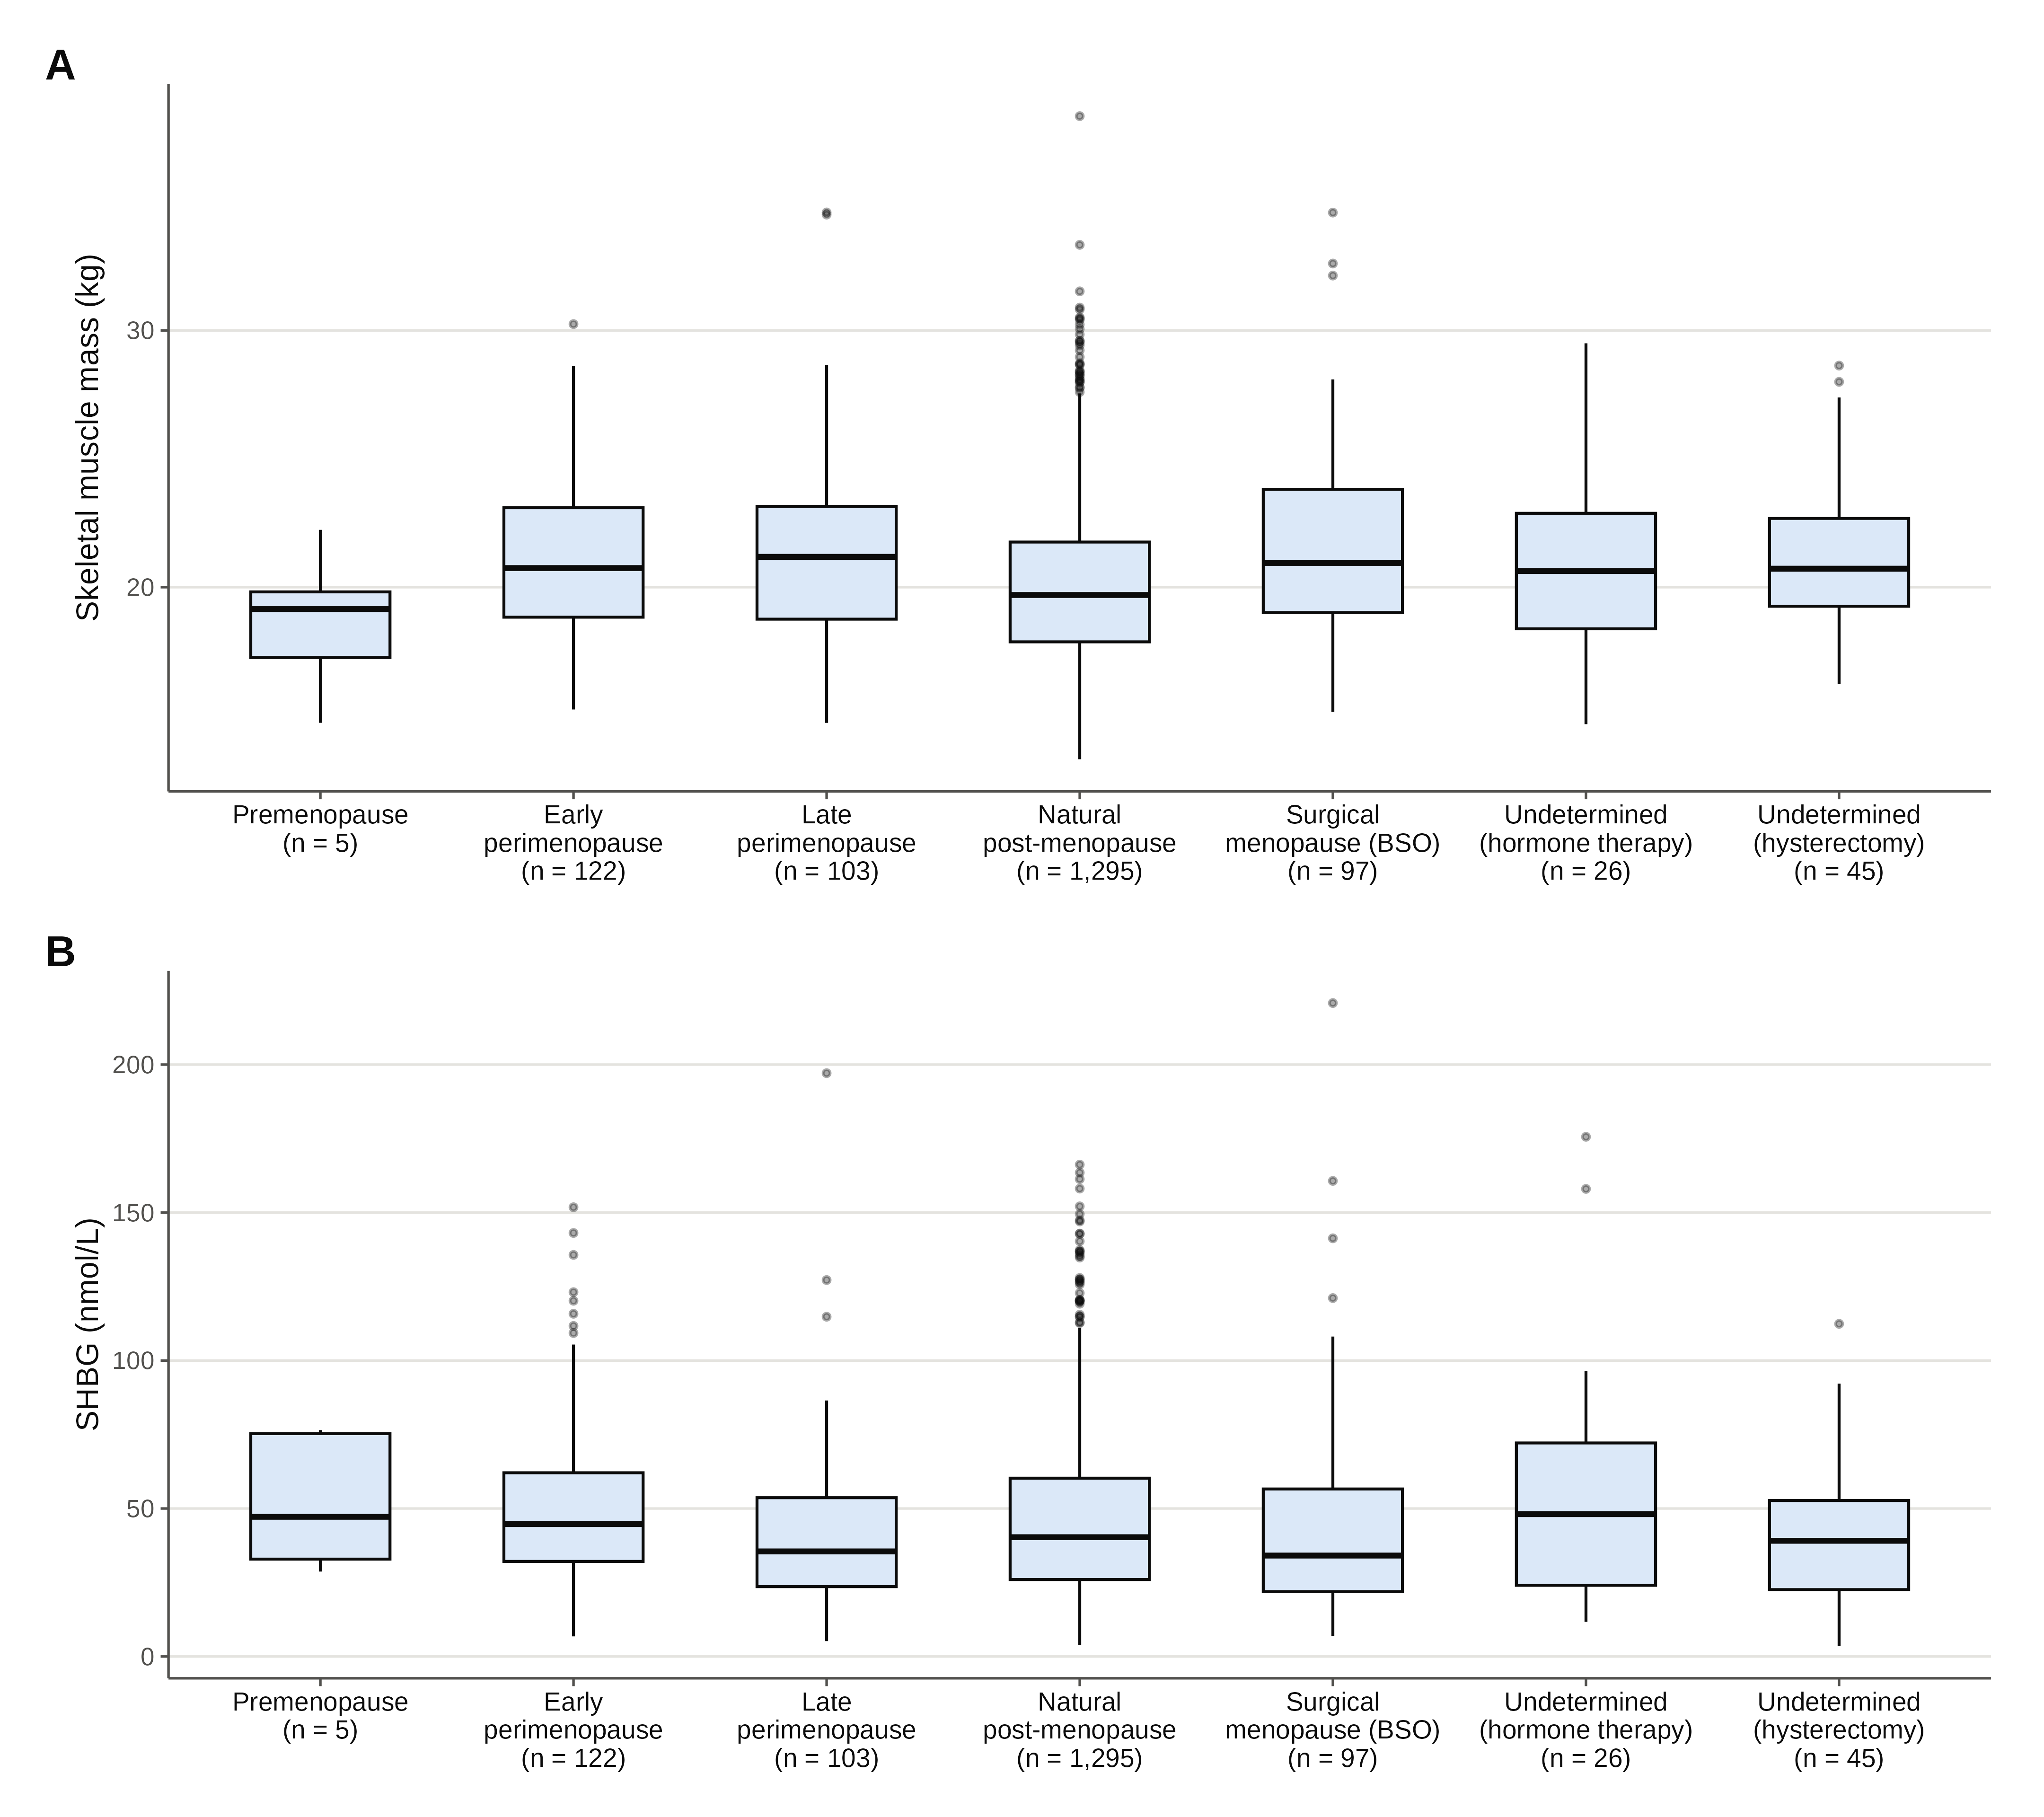 A
Skeletal muscle mass (kg)
30
20
Premenopause
(n = 5)
Early
perimenopause
(n = 122)
Late
perimenopause
(n = 103)
Natural
post-menopause
(n = 1,295)
Surgical
menopause (BSO)
(n = 97)
Undetermined
(hormone therapy)
(n = 26)
Undetermined
(hysterectomy)
(n = 45)
B
SHBG (nmol/L)
200
150
100
50
0
Premenopause
(n = 5)
Early
perimenopause
(n = 122)
Late
perimenopause
(n = 103)
Natural
post-menopause
(n = 1,295)
Surgical
menopause (BSO)
(n = 97)
Undetermined
(hormone therapy)
(n = 26)
Undetermined
(hysterectomy)
(n = 45)